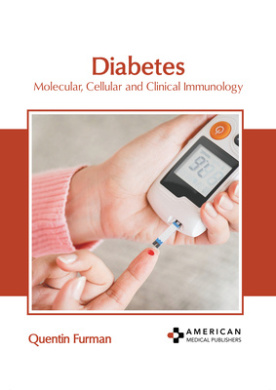 Diabetes
Molecular, Cellular and Clinical Immunology
Quentin Furman
AMERICAN
MEDICAL PUBLISHERS